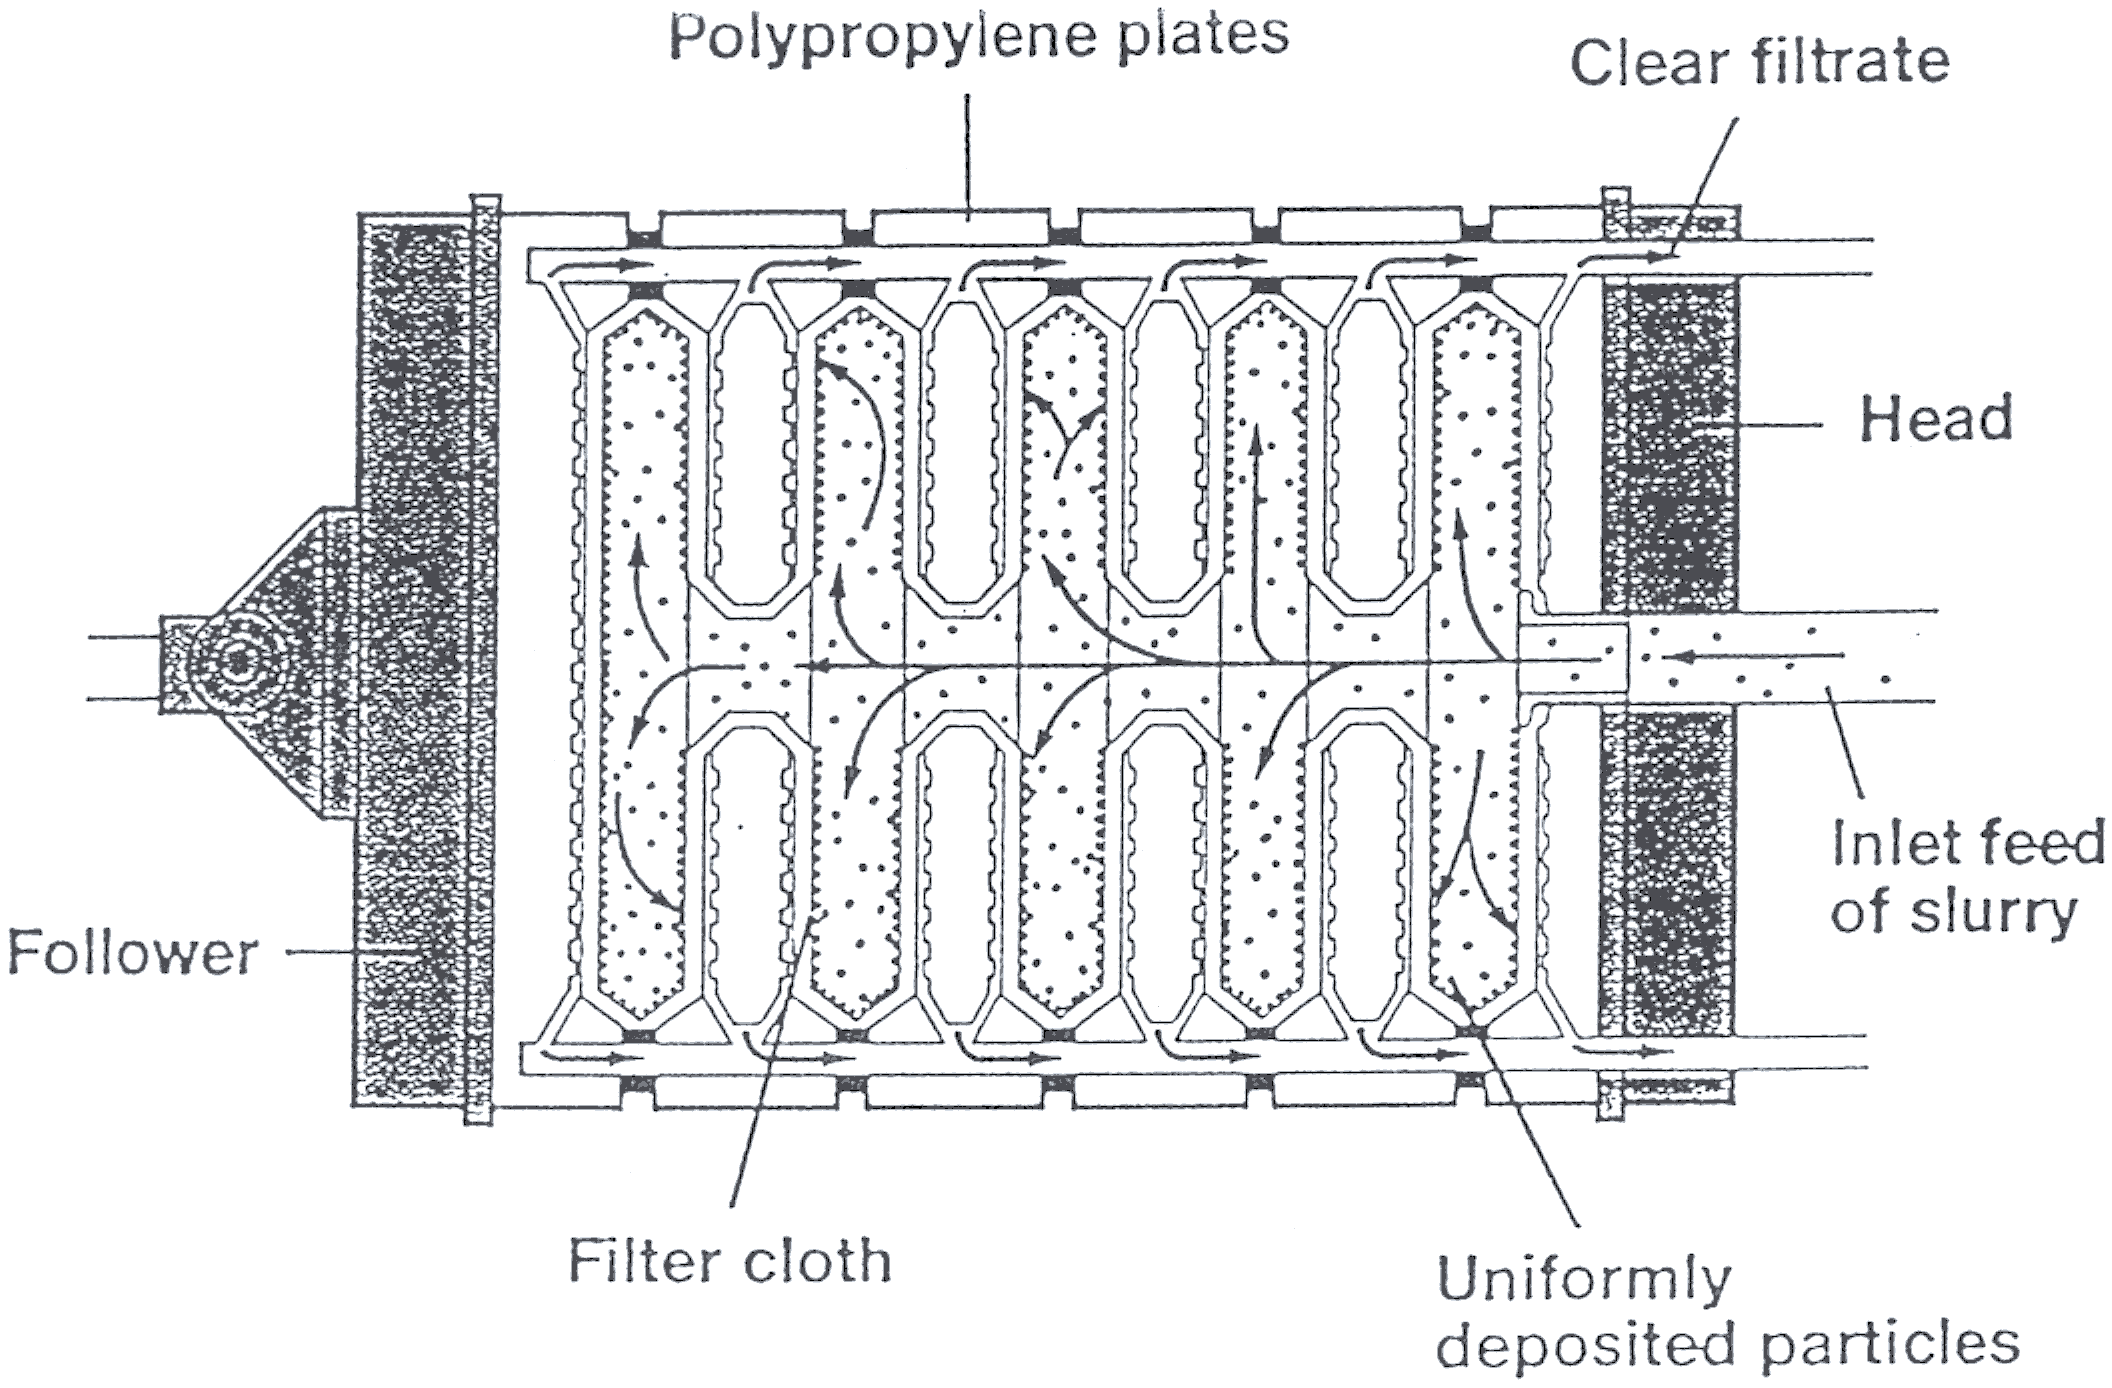 Polypropylene plates
Clear filtrate
Head
Inlet feed
of slurry
Follower
Filter cloth
Uniformly
deposited particles